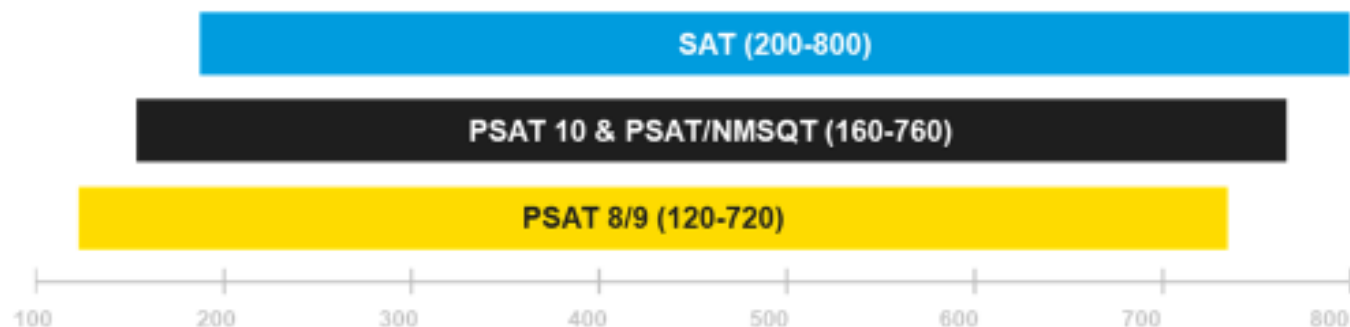 SAT (200-800)
PSAT 10 & PSAT/NMSQT (160-760)
PSAT 8/9 (120-720)
100 200 300 400 500 600 700 800